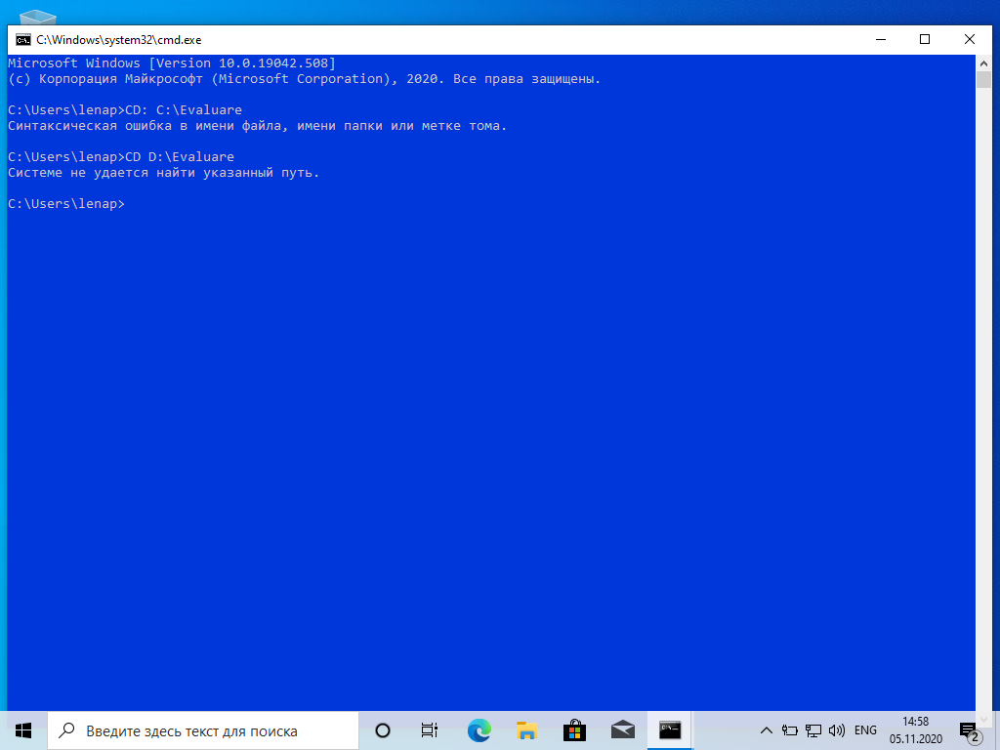 C:\Windows\system32\cmd.exe
Microsoft Windows [Version 10.0.19042.508]
(c) Корпорация Майкрософт (Microsoft Corporation), 2020. Все права защищены.
C:\Users\lenap>CD: C:\Evaluare
Синтаксическая ошибка в имени файла, имени папки или метке тома.
C:\Users\lenap>CD D:\Evaluare
Системе не удается найти указанный путь.
C:\Users\lenap>
Введите здесь текст для поиска
ENG
14:58
05.11.2020
2